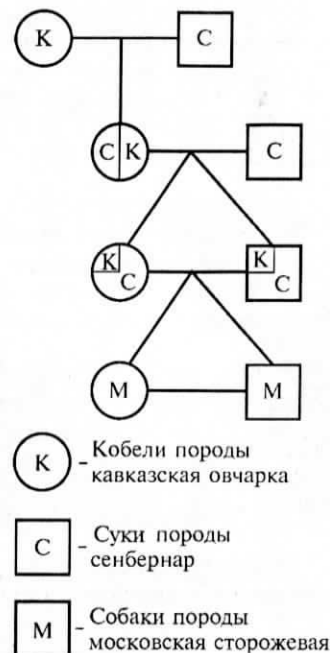 К С
С К С
К С К С
М М
К - Кобели породы
кавказская овчарка
С - Суки породы
сенбернар
М - Собаки породы
московская сторожевая